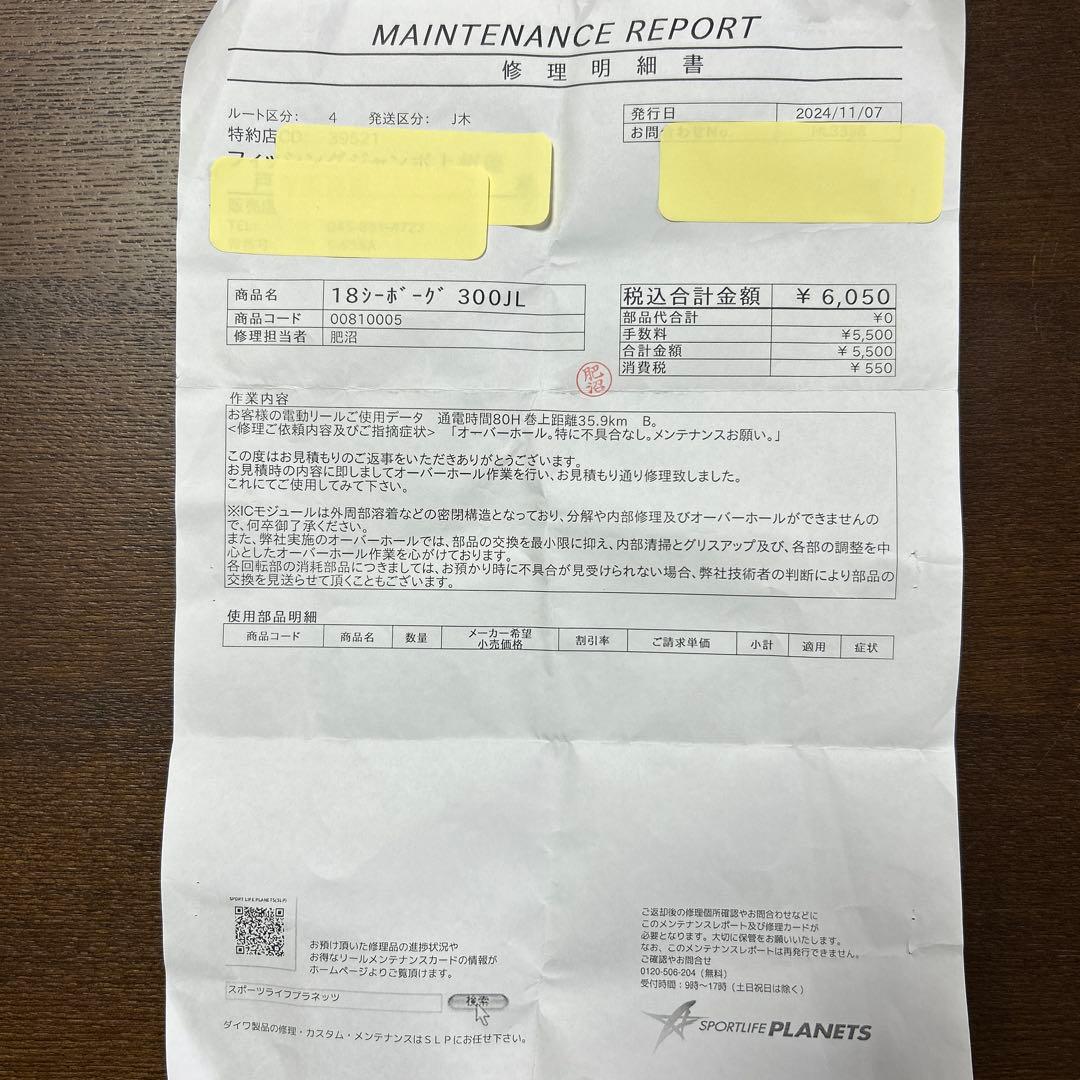 MAINTENANCE REPORT
修理明細書
ルート区分： 4 発送区分： J木
発行日 2024/11/07
特約店CD: 39521
お問合わせNo.
商品名 18ｼｰﾎﾞｰｸﾞ 300JL
商品コード 00810005
修理担当者 肥沼
税込合計金額 ￥6,050
部品代合計 ¥0
手数料 ¥5,500
合計金額 ¥5,500
消費税 ¥550
肥沼
作業内容
お客様の電動リールご使用データ 通電時間80H 巻上距離35.9km B。
<修理ご依頼内容及びご指摘症状> 「オーバーホール。特に不具合なし。メンテナンスお願い。」
この度はお見積もりのご返事をいただきありがとうございます。
お見積時の内容に即しましてオーバーホール作業を行い、お見積もり通り修理致しました。
これにてご使用してみて下さい。
※ICモジュールは外周部溶着などの密閉構造となっており、分解や内部修理及びオーバーホールができませんの
で、何卒御了承ください。
また、弊社実施のオーバーホールでは、部品の交換を最小限に抑え、内部清掃とグリスアップ及び、各部の調整を中
心としたオーバーホール作業を心がけております。
各回転部の消耗部品につきましては、お預かり時に不具合が見受けられない場合、弊社技術者の判断により部品の
交換を見送らせて頂くこともございます。
使用部品明細
商品コード 商品名 数量 メーカー希望 小売価格 割引率 ご請求単価 小計 適用 症状
SPORT LIFE PLANETS(SLP)
お預け頂いた修理品の進捗状況や
お得なリールメンテナンスカードの情報が
ホームページよりご覧頂けます。
スポーツライフプラネッツ 検索
ダイワ製品の修理・カスタム・メンテナンスはＳＬＰにお任せ下さい。
ご返却後の修理個所確認やお問合わせなどに
このメンテナンスレポート及び修理カードが
必要となります。大切に保管をお願いいたします。
なお、このメンテナンスレポートは再発行できません。
ご確認やお問合せ
0120-506-204（無料）
受付時間：9時～17時（土日祝日は除く）
SPORTLIFE PLANETS